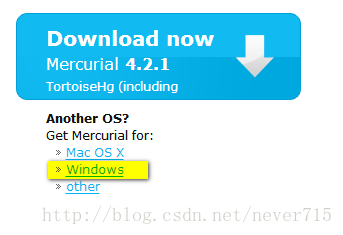 Download now
Mercurial 4.2.1
TortoiseHg (including
Another OS?
Get Mercurial for:
» Mac OS X
» Windows
» other
http://blog.csdn.net/never715